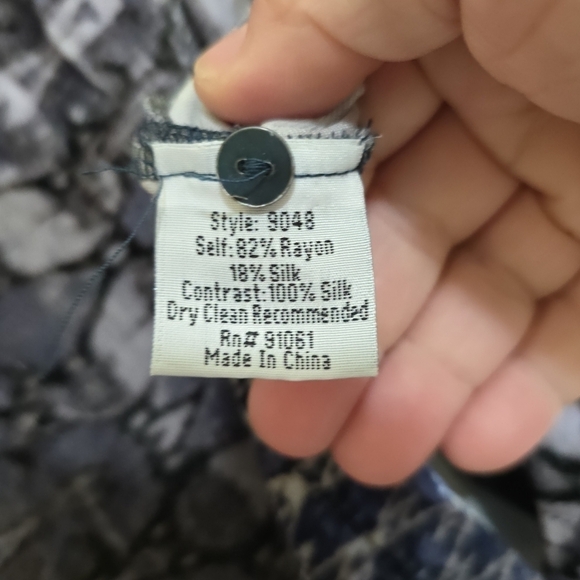 Style: 9048
Self:82% Rayon
18% Silk
Contrast:100% Silk
Dry Clean Recommended
Rn# 91061
Made In China